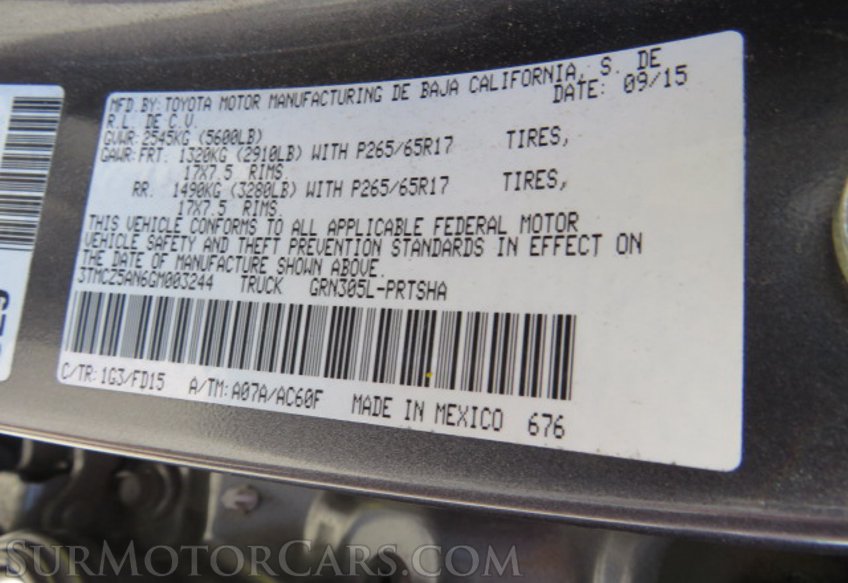 MFD.BY:TOYOTA MOTOR MANUFACTURING DE BAJA CALIFORNIA, S. DE
R.L. DE C.V. DATE: 09/15
GVWR:2545KG (5600LB)
GAWR:FRT. 1320KG (2910LB) WITH P265/65R17 TIRES,
17X7.5 RIMS.
RR. 1490KG (3280LB) WITH P265/65R17 TIRES,
17X7.5 RIMS.
THIS VEHICLE CONFORMS TO ALL APPLICABLE FEDERAL MOTOR
VEHICLE SAFETY AND THEFT PREVENTION STANDARDS IN EFFECT ON
THE DATE OF MANUFACTURE SHOWN ABOVE.
3TMCZ5AN6GM003244 TRUCK GRN305L-PRTSHA
C/TR:1G3/FD15 A/TM:A07A/AC60F MADE IN MEXICO 676
SURMOTORCARS.COM